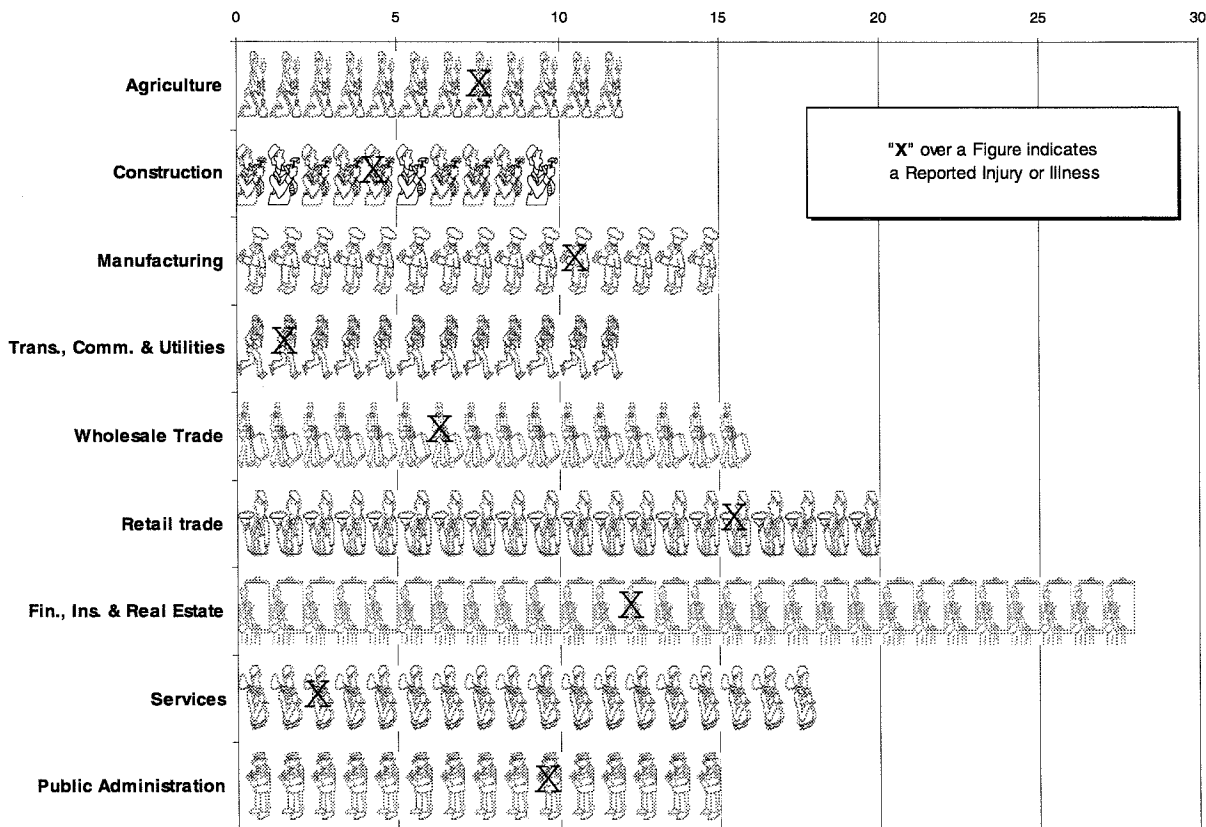 0 5 10 15 20 25 30
Agriculture
"X" over a Figure indicates
a Reported Injury or Illness
Construction
Manufacturing
Trans., Comm. & Utilities
Wholesale Trade
Retail trade
Fin., Ins. & Real Estate
Services
Public Administration
X
X
X
X
X
X
X
X
X